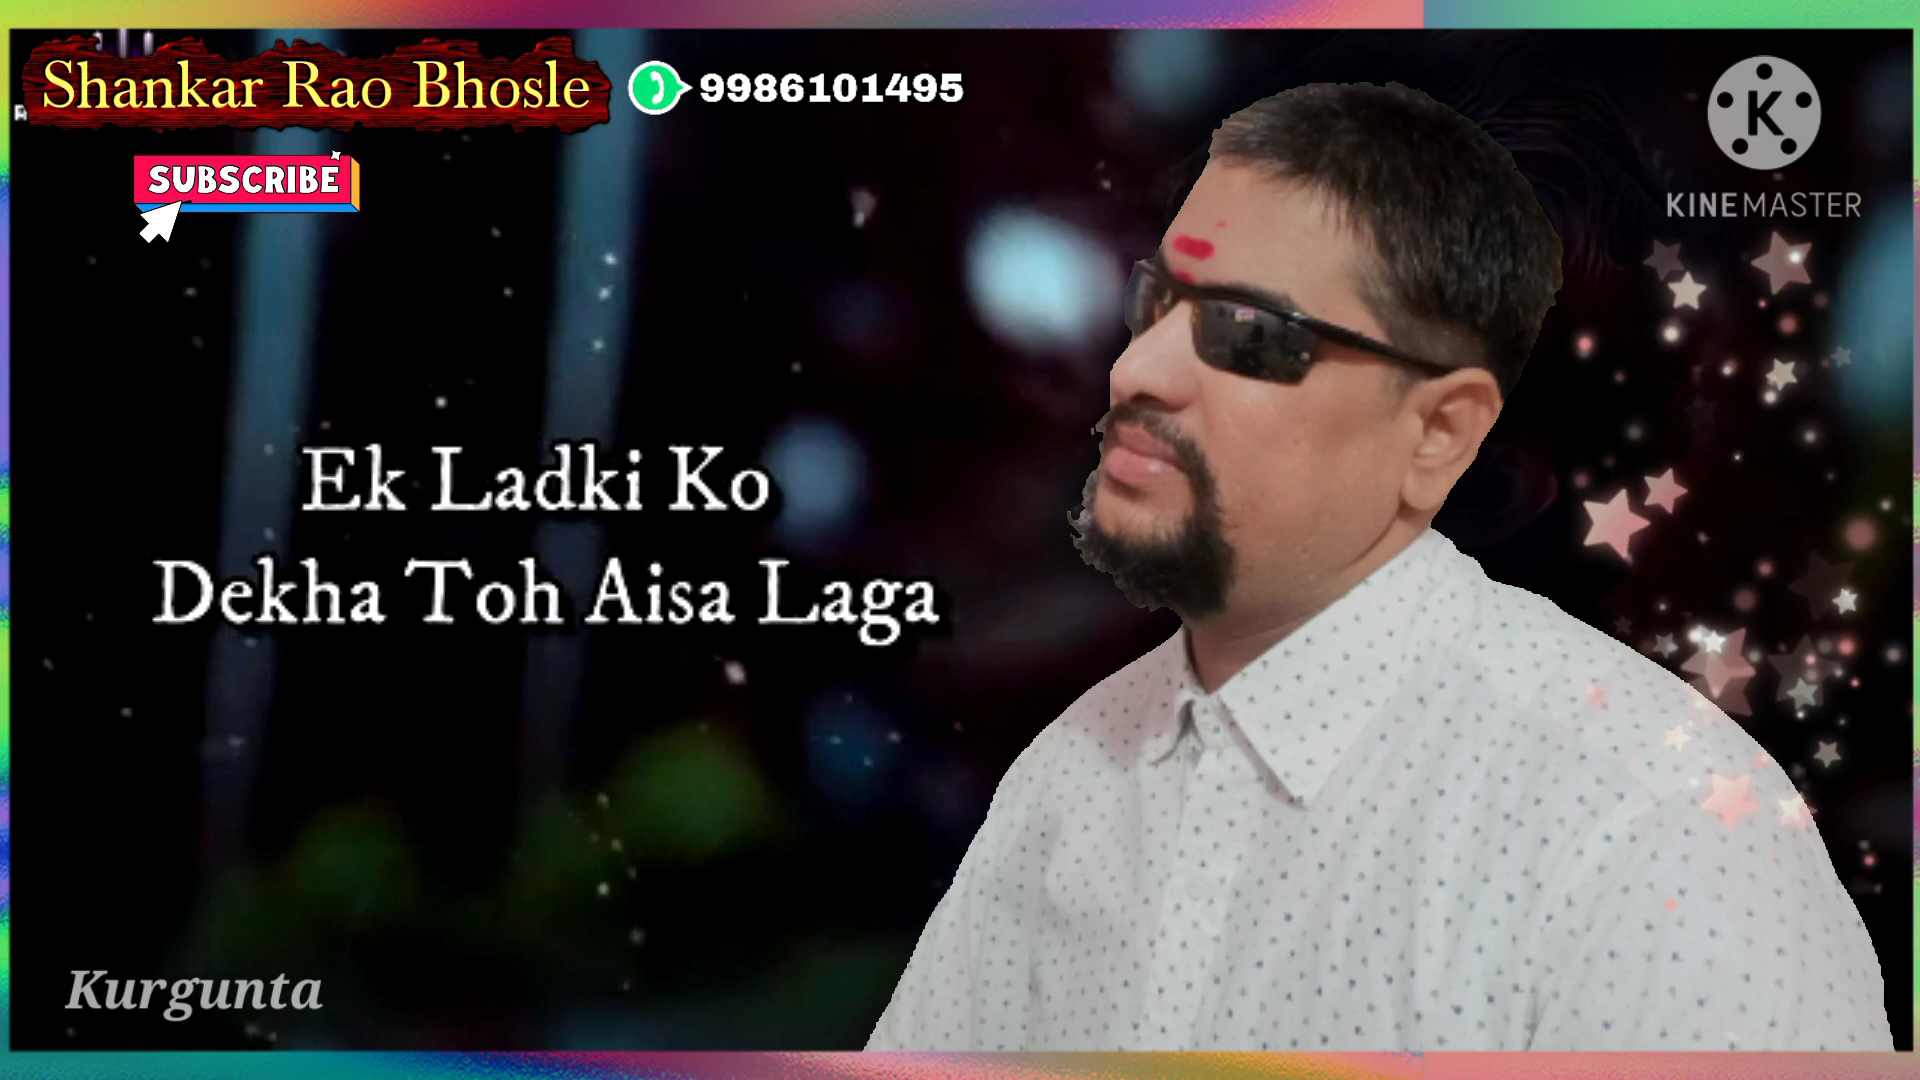 Shankar Rao Bhosle
9986101495
SUBSCRIBE
K
KINEMASTER
Ek Ladki Ko
Dekha Toh Aisa Laga
Kurgunta